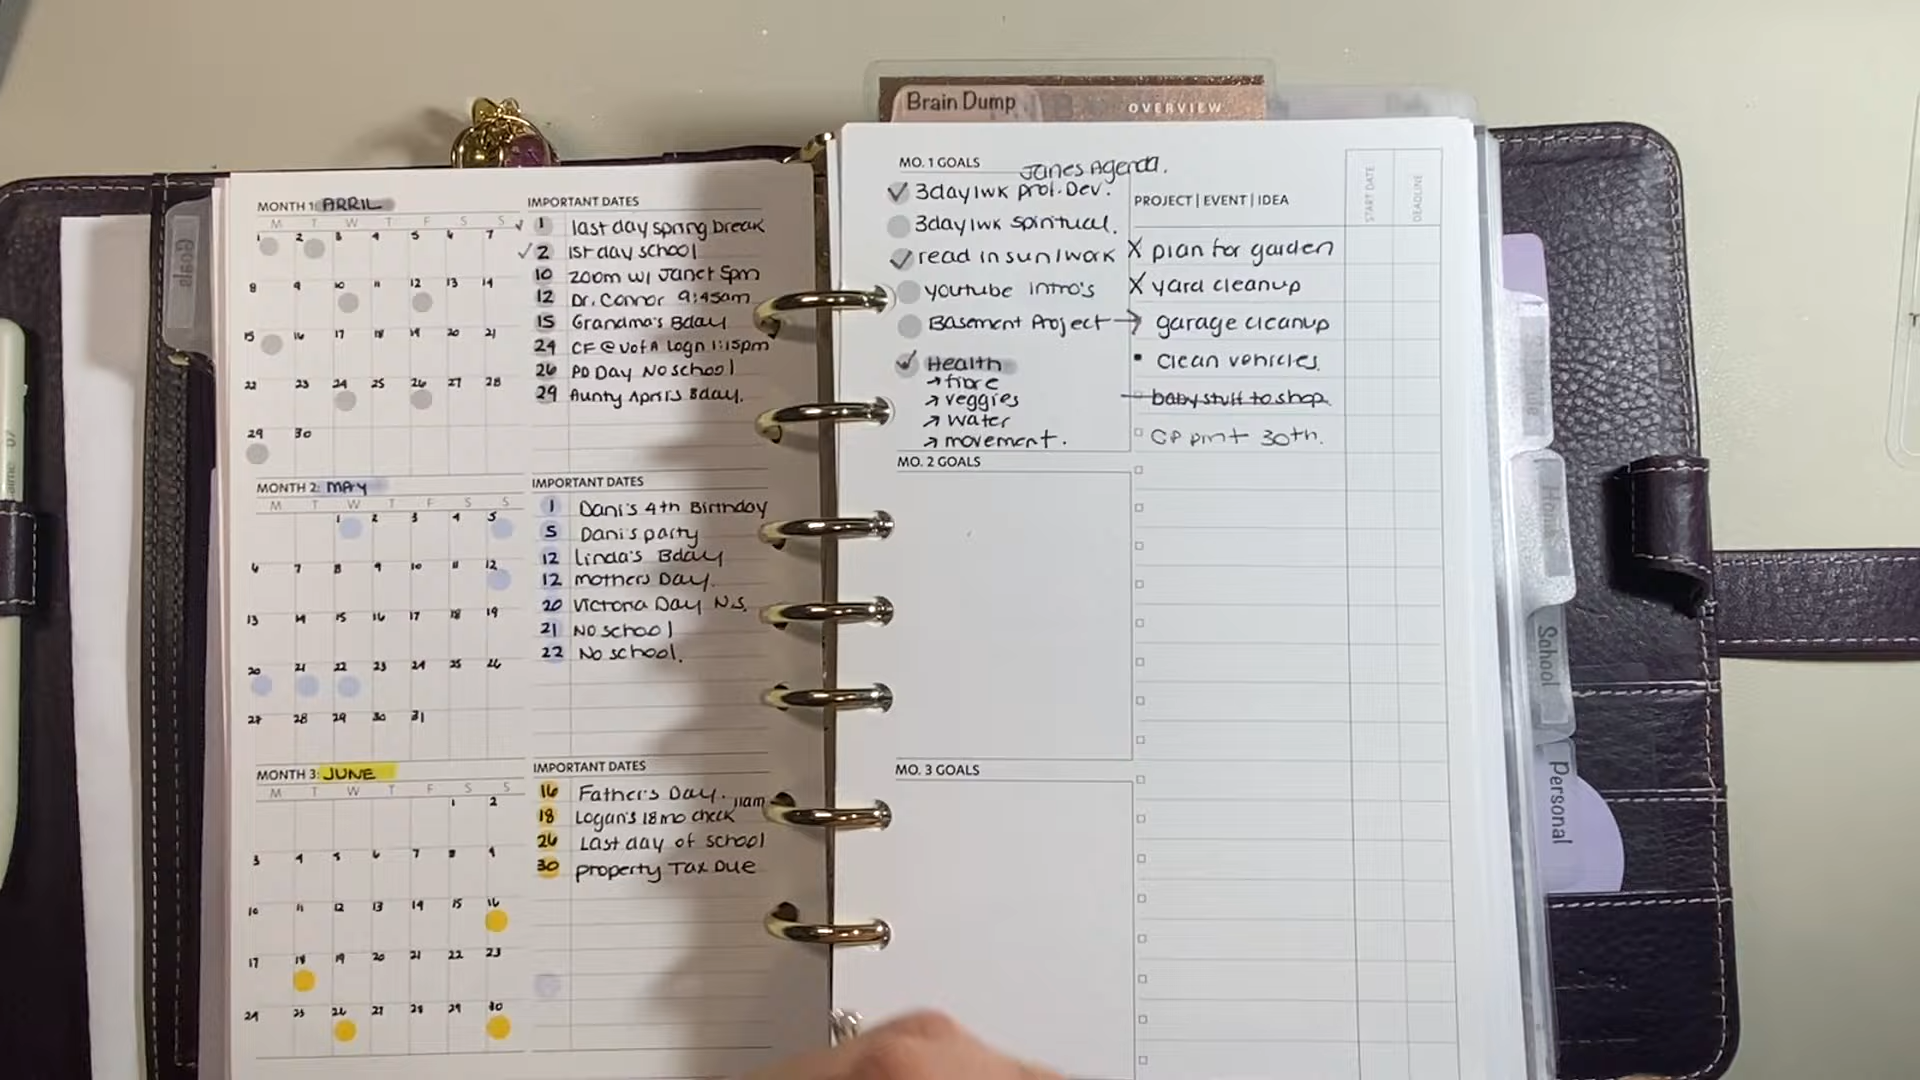 Brain Dump
OVERVIEW
Goals
MONTH 1: APRIL
M T W T F S S
1 2 3 4 5 6 7
8 9 10 11 12 13 14
15 16 17 18 19 20 21
22 23 24 25 26 27 28
29 30
IMPORTANT DATES
1 last day spring break
2 1st day school
10 zoom w/ Janet 5pm
12 Dr. Connor 9:45am
15 Grandma's Bday
24 CF @ UofA Logn 1:15pm
26 PD Day No school
29 Aunty April's Bday.
MONTH 2: MAY
M T W T F S S
1 2 3 4 5
6 7 8 9 10 11 12
13 14 15 16 17 18 19
20 21 22 23 24 25 26
27 28 29 30 31
IMPORTANT DATES
1 Dani's 4th Birthday
5 Dani's party
12 Linda's Bday
12 mothers Day.
20 Victoria Day N.S.
21 No school
22 No school.
MONTH 3: JUNE
M T W T F S S
1 2
3 4 5 6 7 8 9
10 11 12 13 14 15 16
17 18 19 20 21 22 23
24 25 26 27 28 29 30
IMPORTANT DATES
16 Father's Day.
11am
18 Logan's 18mo check
26 Last day of school
30 property Tax Due
MO. 1 GOALS
Janes Agenda.
3day/wk prof. Dev.
3day/wk spiritual.
read in sun/work
youtube intro's
Basement Project →
Health
→ fibre
→ veggies
→ water
→ movement.
MO. 2 GOALS
MO. 3 GOALS
PROJECT | EVENT | IDEA
START DATE
DEADLINE
X plan for garden
X yard cleanup
garage cleanup
clean vehicles.
baby stuff to shop.
CP pmt 30th.
Home
School
Personal